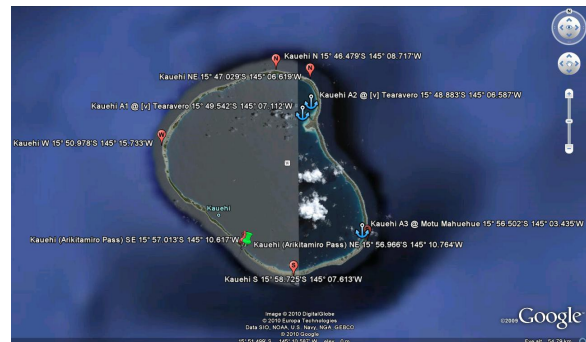 N
Kauehi N 15° 46.479'S 145° 08.717'W
Kauehi NE 15° 47.029'S 145° 06.619'W
Kauehi A2 @ [v] Tearavero 15° 48.883'S 145° 06.587'W
Kauehi A1 @ [v] Tearavero 15° 49.542'S 145° 07.112'W
Kauehi W 15° 50.978'S 145° 15.733'W
Kauehi
Kauehi A3 @ Motu Mahuehue 15° 56.502'S 145° 03.435'W
Kauehi (Arikitamiro Pass) SE 15° 57.013'S 145° 10.617'W
Kauehi (Arikitamiro Pass) NE 15° 56.966'S 145° 10.764'W
Kauehi S 15° 58.725'S 145° 07.613'W
Image © 2010 DigitalGlobe
© 2010 Europa Technologies
Data SIO, NOAA, U.S. Navy, NGA, GEBCO
© 2010 Google
©2009 Google